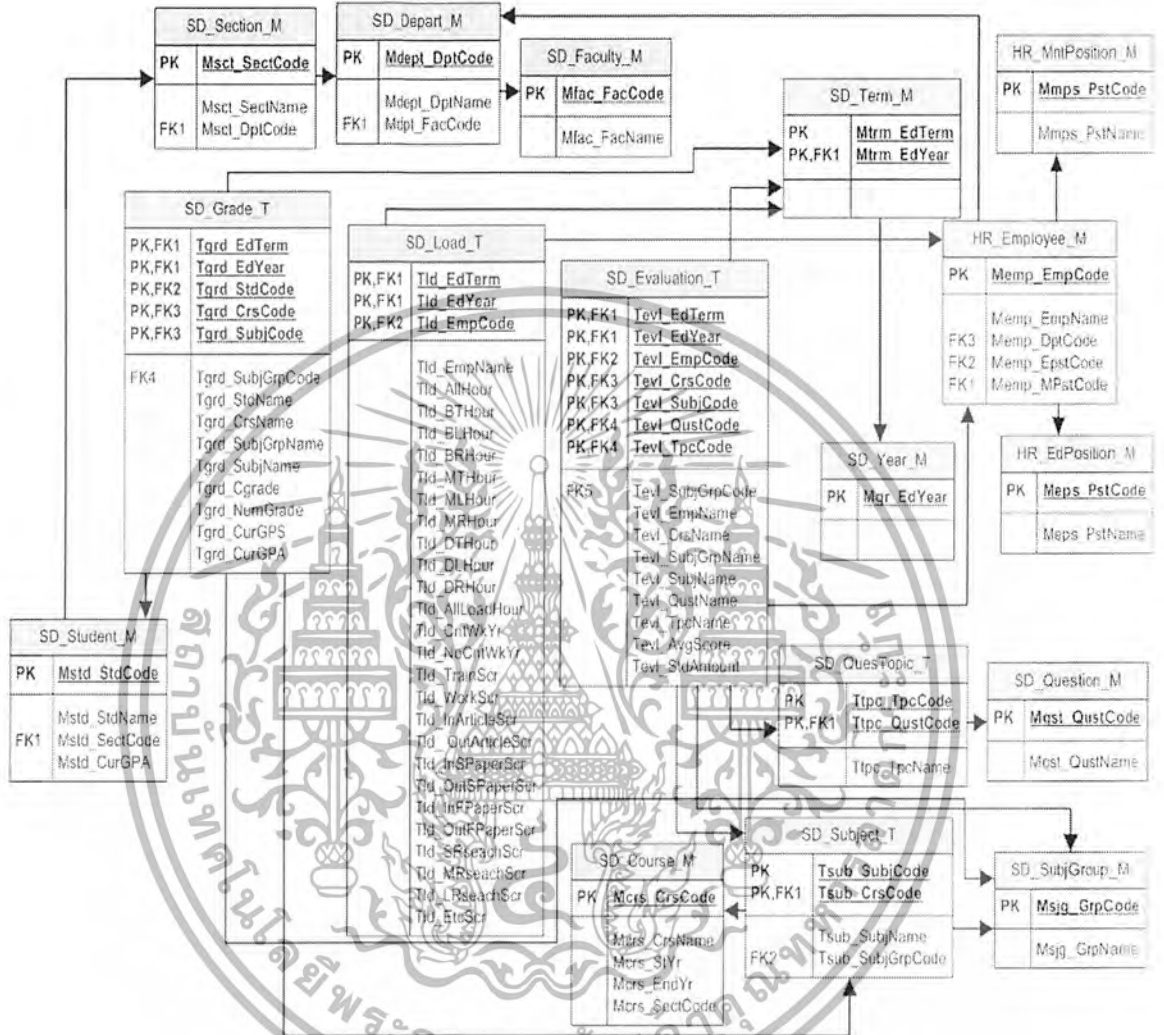 SD_Section_M
PK Msct_SectCode
Msct_SectName
FK1 Msct_DptCode
SD_Depart_M
PK Mdept_DptCode
Mdept_DptName
FK1 Mdpt_FacCode
SD_Faculty_M
PK Mfac_FacCode
Mfac_FacName
SD_Term_M
PK Mtrm_EdTerm
PK,FK1 Mtrm_EdYear
HR_MntPosition_M
PK Mmps_PstCode
Mmps_PstName
SD_Grade_T
PK,FK1 Tgrd_EdTerm
PK,FK1 Tgrd_EdYear
PK,FK2 Tgrd_StdCode
PK,FK3 Tgrd_CrsCode
PK,FK3 Tgrd_SubjCode
FK4 Tgrd_SubjGrpCode
Tgrd_StdName
Tgrd_CrsName
Tgrd_SubjGrpName
Tgrd_SubjName
Tgrd_Cgrade
Tgrd_NumGrade
Tgrd_CurGPS
Tgrd_CurGPA
SD_Load_T
PK,FK1 Tld_EdTerm
PK,FK1 Tld_EdYear
PK,FK2 Tld_EmpCode
Tld_EmpName
Tld_AllHour
Tld_BTHour
Tld_BLHour
Tld_BRHour
Tld_MTHour
Tld_MLHour
Tld_MRHour
Tld_DTHour
Tld_DLHour
Tld_DRHour
Tld_AllLoadHour
Tld_CntWkYr
Tld_NoCntWkYr
Tld_TrainScr
Tld_WorkScr
Tld_InArticleScr
Tld_OutArticleScr
Tld_InSPaperScr
Tld_OutSPaperScr
Tld_InFPaperScr
Tld_OutFPaperScr
Tld_SRseachScr
Tld_MRseachScr
Tld_LRseachScr
Tld_EtcScr
SD_Evaluation_T
PK,FK1 Tevl_EdTerm
PK,FK1 Tevl_EdYear
PK,FK2 Tevl_EmpCode
PK,FK3 Tevl_CrsCode
PK,FK3 Tevl_SubjCode
PK,FK4 Tevl_QustCode
PK,FK4 Tevl_TpcCode
FK5 Tevl_SubjGrpCode
Tevl_EmpName
Tevl_CrsName
Tevl_SubjGrpName
Tevl_SubjName
Tevl_QustName
Tevl_TpcName
Tevl_AvgScore
Tevl_StdAmount
HR_Employee_M
PK Memp_EmpCode
Memp_EmpName
FK3 Memp_DptCode
FK2 Memp_EpstCode
FK1 Memp_MPstCode
SD_Year_M
PK Mgr_EdYear
HR_EdPosition_M
PK Meps_PstCode
Meps_PstName
SD_Student_M
PK Mstd_StdCode
Mstd_StdName
FK1 Mstd_SectCode
Mstd_CurGPA
SD_QuesTopic_T
PK Ttpc_TpcCode
PK,FK1 Ttpc_QustCode
Ttpc_TpcName
SD_Question_M
PK Mqst_QustCode
Mqst_QustName
SD_Course_M
PK Mcrs_CrsCode
Mcrs_CrsName
Mcrs_StYr
Mcrs_EndYr
Mcrs_SectCode
SD_Subject_T
PK Tsub_SubjCode
PK,FK1 Tsub_CrsCode
Tsub_SubjName
FK2 Tsub_SubjGrpCode
SD_SubjGroup_M
PK Msjg_GrpCode
Msjg_GrpName